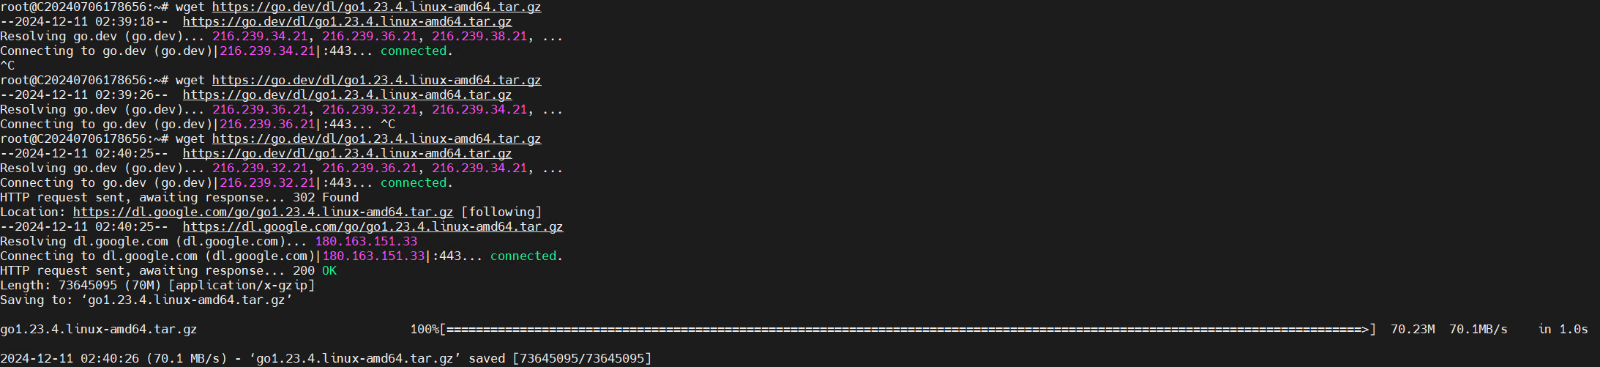 root@C20240706178656:~# wget https://go.dev/dl/go1.23.4.linux-amd64.tar.gz
--2024-12-11 02:39:18--  https://go.dev/dl/go1.23.4.linux-amd64.tar.gz
Resolving go.dev (go.dev)... 216.239.34.21, 216.239.36.21, 216.239.38.21, ...
Connecting to go.dev (go.dev)|216.239.34.21|:443... connected.
^C
root@C20240706178656:~# wget https://go.dev/dl/go1.23.4.linux-amd64.tar.gz
--2024-12-11 02:39:26--  https://go.dev/dl/go1.23.4.linux-amd64.tar.gz
Resolving go.dev (go.dev)... 216.239.36.21, 216.239.32.21, 216.239.34.21, ...
Connecting to go.dev (go.dev)|216.239.36.21|:443... ^C
root@C20240706178656:~# wget https://go.dev/dl/go1.23.4.linux-amd64.tar.gz
--2024-12-11 02:40:25--  https://go.dev/dl/go1.23.4.linux-amd64.tar.gz
Resolving go.dev (go.dev)... 216.239.32.21, 216.239.36.21, 216.239.34.21, ...
Connecting to go.dev (go.dev)|216.239.32.21|:443... connected.
HTTP request sent, awaiting response... 302 Found
Location: https://dl.google.com/go/go1.23.4.linux-amd64.tar.gz [following]
--2024-12-11 02:40:25--  https://dl.google.com/go/go1.23.4.linux-amd64.tar.gz
Resolving dl.google.com (dl.google.com)... 180.163.151.33
Connecting to dl.google.com (dl.google.com)|180.163.151.33|:443... connected.
HTTP request sent, awaiting response... 200 OK
Length: 73645095 (70M) [application/x-gzip]
Saving to: ‘go1.23.4.linux-amd64.tar.gz’
go1.23.4.linux-amd64.tar.gz 100%[=============================================================================================================================>] 70.23M 70.1MB/s in 1.0s
2024-12-11 02:40:26 (70.1 MB/s) - ‘go1.23.4.linux-amd64.tar.gz’ saved [73645095/73645095]